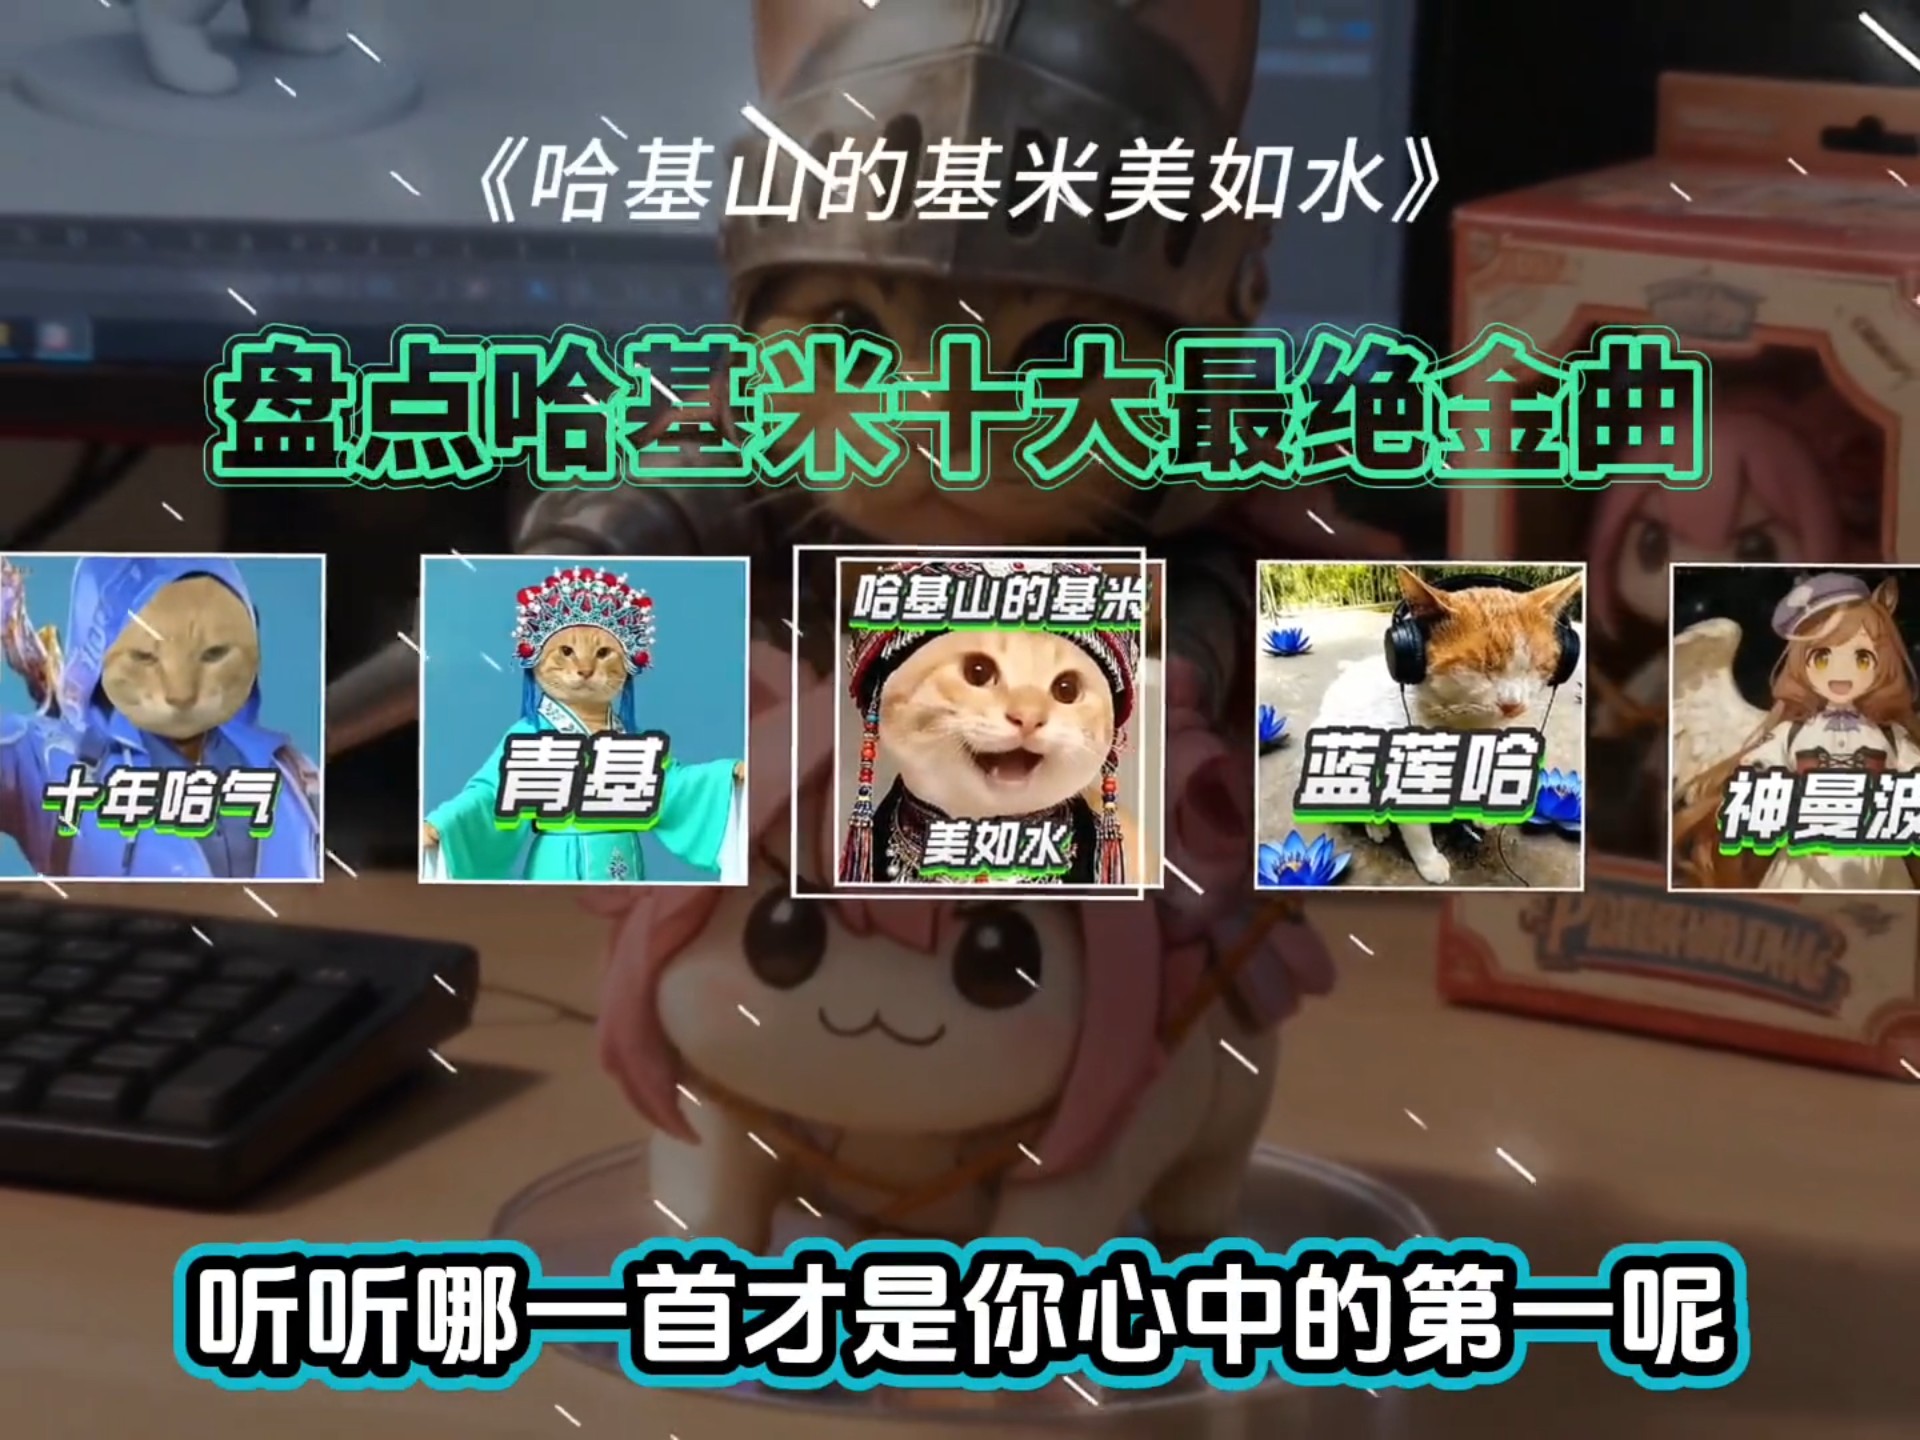 《哈基山的基米美如水》
盘点哈基米十大最绝金曲
十年哈气
青基
哈基山的基米
美如水
蓝莲哈
神曼波
听听哪一首才是你心中的第一呢